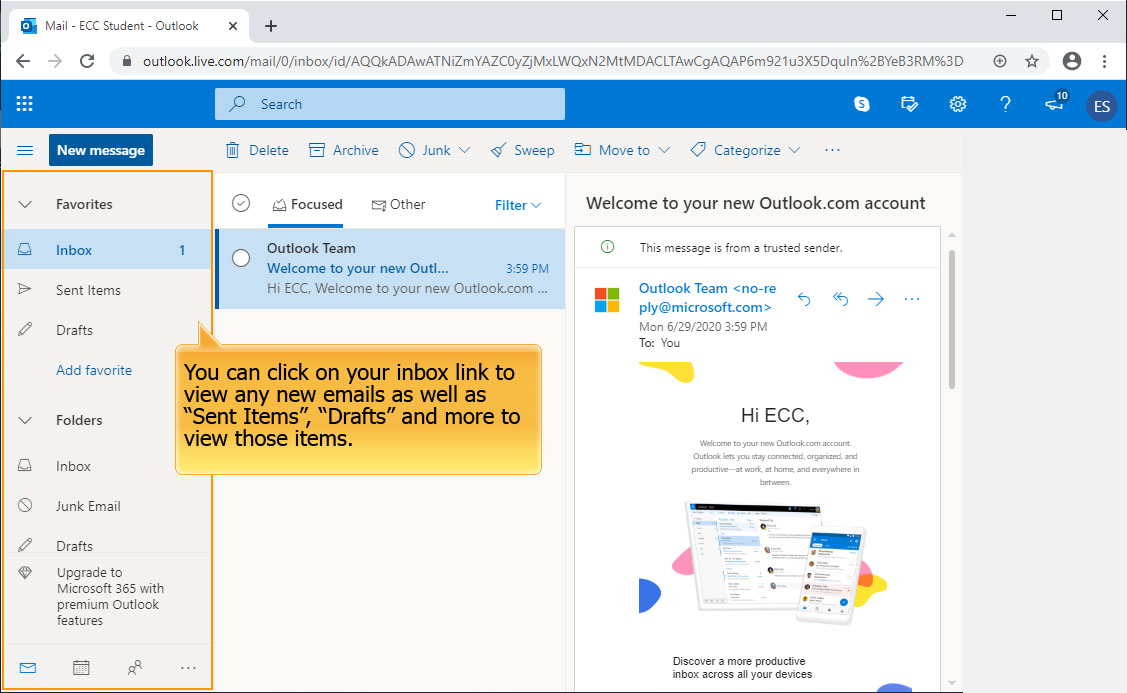 Mail - ECC Student - Outlook
outlook.live.com/mail/0/inbox/id/AQQkADAwATNiZmYAZC0yZjMxLWQxN2MtMDACLTAwCgAQAP6m921u3X5DquIn%2BYeB3RM%3D
Search
10
ES
New message
Delete
Archive
Junk
Sweep
Move to
Categorize
Favorites
Inbox 1
Sent Items
Drafts
Add favorite
Folders
Inbox
Junk Email
Drafts
Upgrade to
Microsoft 365 with
premium Outlook
features
Focused
Other
Filter
Outlook Team
Welcome to your new Outl...
3:59 PM
Hi ECC, Welcome to your new Outlook.com ...
You can click on your inbox link to
view any new emails as well as
“Sent Items”, “Drafts” and more to
view those items.
Welcome to your new Outlook.com account
This message is from a trusted sender.
Outlook Team <no-re
ply@microsoft.com>
Mon 6/29/2020 3:59 PM
To: You
Hi ECC,
Welcome to your new Outlook.com account.
Outlook lets you stay connected, organized, and
productive—at work, at home, and everywhere in
between.
Discover a more productive
inbox across all your devices